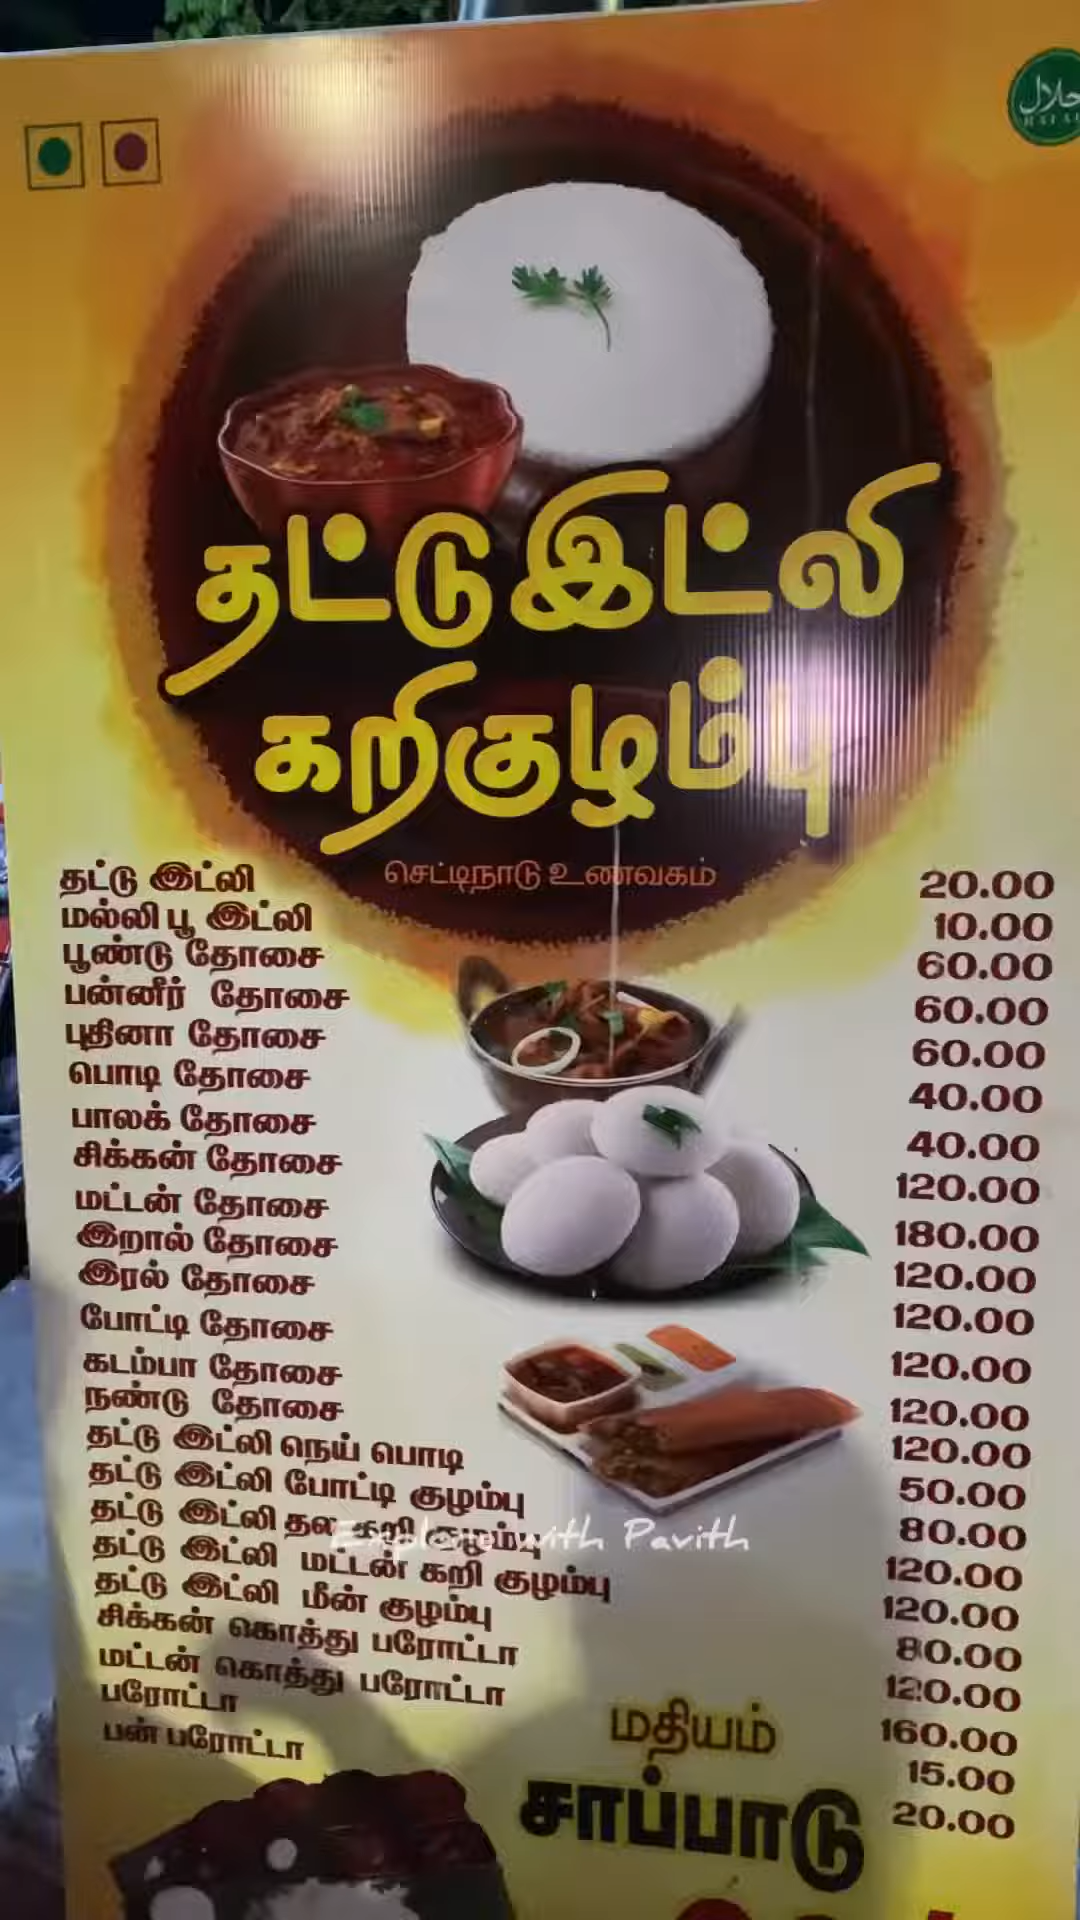 حلال
HALAL
தட்டுஇட்லி
கறிகுழம்பு
செட்டிநாடு உணவகம்
தட்டு இட்லி 20.00
மல்லி பூ இட்லி 10.00
பூண்டு தோசை 60.00
பன்னீர் தோசை 60.00
புதினா தோசை 60.00
பொடி தோசை 40.00
பாலக் தோசை 40.00
சிக்கன் தோசை 120.00
மட்டன் தோசை 180.00
இறால் தோசை 120.00
இரல் தோசை 120.00
போட்டி தோசை 120.00
கடம்பா தோசை 120.00
நண்டு தோசை 120.00
தட்டு இட்லி நெய் பொடி 50.00
தட்டு இட்லி போட்டி குழம்பு 80.00
தட்டு இட்லி தல கறி குழம்பு 120.00
தட்டு இட்லி மட்டன் கறி குழம்பு 120.00
தட்டு இட்லி மீன் குழம்பு 80.00
சிக்கன் கொத்து பரோட்டா 120.00
மட்டன் கொத்து பரோட்டா 160.00
பரோட்டா 15.00
பன் பரோட்டா 20.00
Explore with Pavith
மதியம்
சாப்பாடு